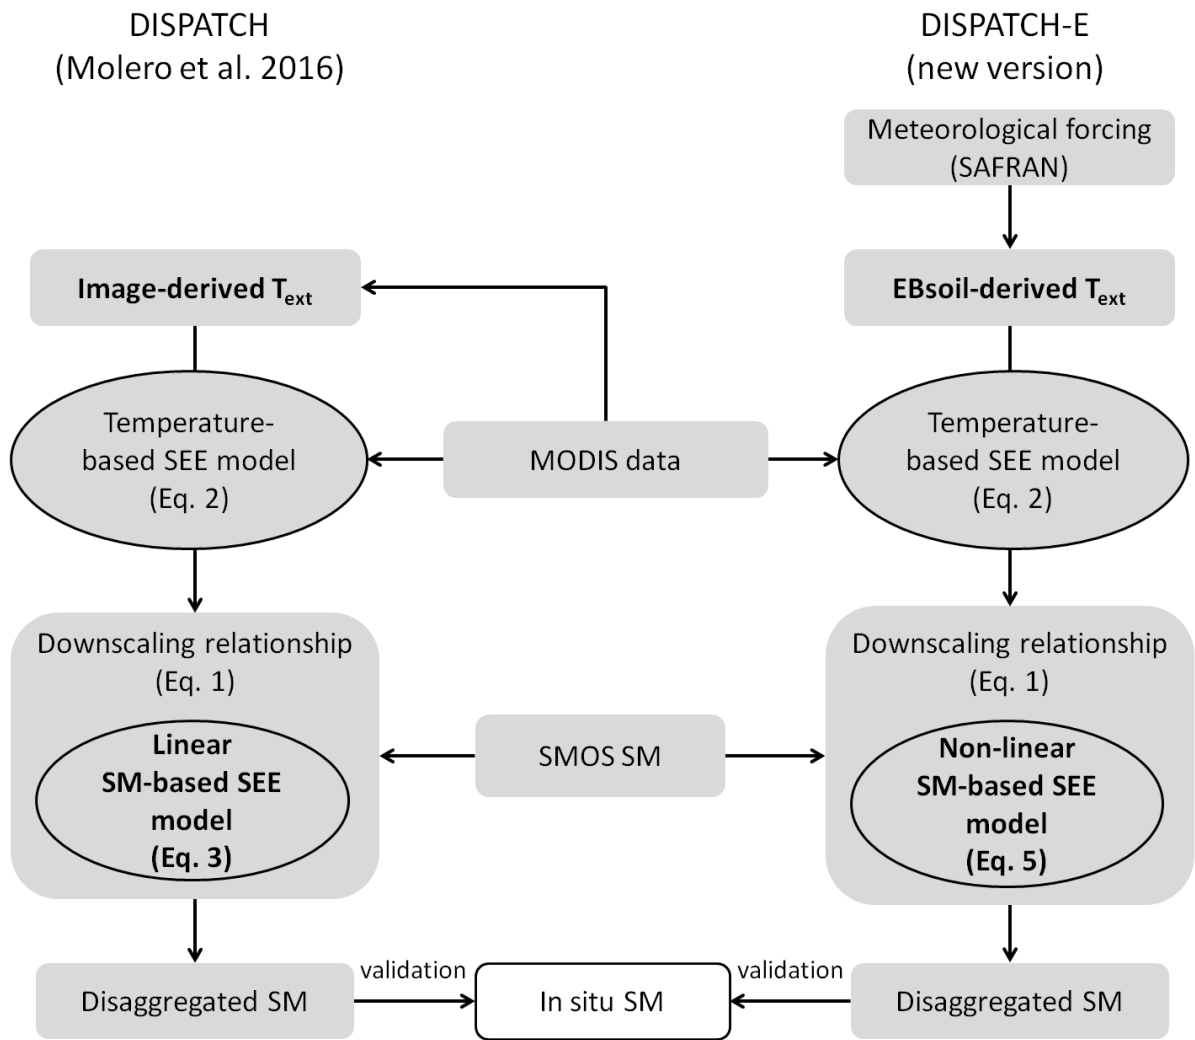 DISPATCH
(Molero et al. 2016)
DISPATCH-E
(new version)
Meteorological forcing
(SAFRAN)
Image-derived Text
EBsoil-derived Text
Temperature-
based SEE model
(Eq. 2)
MODIS data
Temperature-
based SEE model
(Eq. 2)
Downscaling relationship
(Eq. 1)
Linear
SM-based SEE
model
(Eq. 3)
SMOS SM
Downscaling relationship
(Eq. 1)
Non-linear
SM-based SEE
model
(Eq. 5)
Disaggregated SM
validation
In situ SM
validation
Disaggregated SM